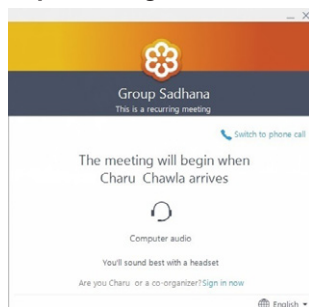 Group Sadhana
This is a recurring meeting
Switch to phone call
The meeting will begin when
Charu Chawla arrives
Computer audio
You'll sound best with a headset
Are you Charu or a co-organizer? Sign in now
English